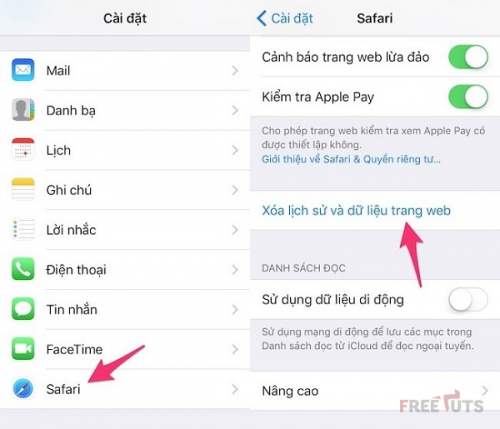 Cài đặt
Mail
Danh bạ
Lịch
Ghi chú
Lời nhắc
Điện thoại
Tin nhắn
FaceTime
Safari
Cài đặt
Safari
Cảnh báo trang web lừa đảo
Kiểm tra Apple Pay
Cho phép trang web kiểm tra xem Apple Pay có
được thiết lập không.
Giới thiệu về Safari & Quyền riêng tư...
Xóa lịch sử và dữ liệu trang web
DANH SÁCH ĐỌC
Sử dụng dữ liệu di động
Sử dụng mạng di động để lưu các mục trong
Danh sách đọc từ iCloud để đọc ngoại tuyến.
Nâng cao
FREETUTS